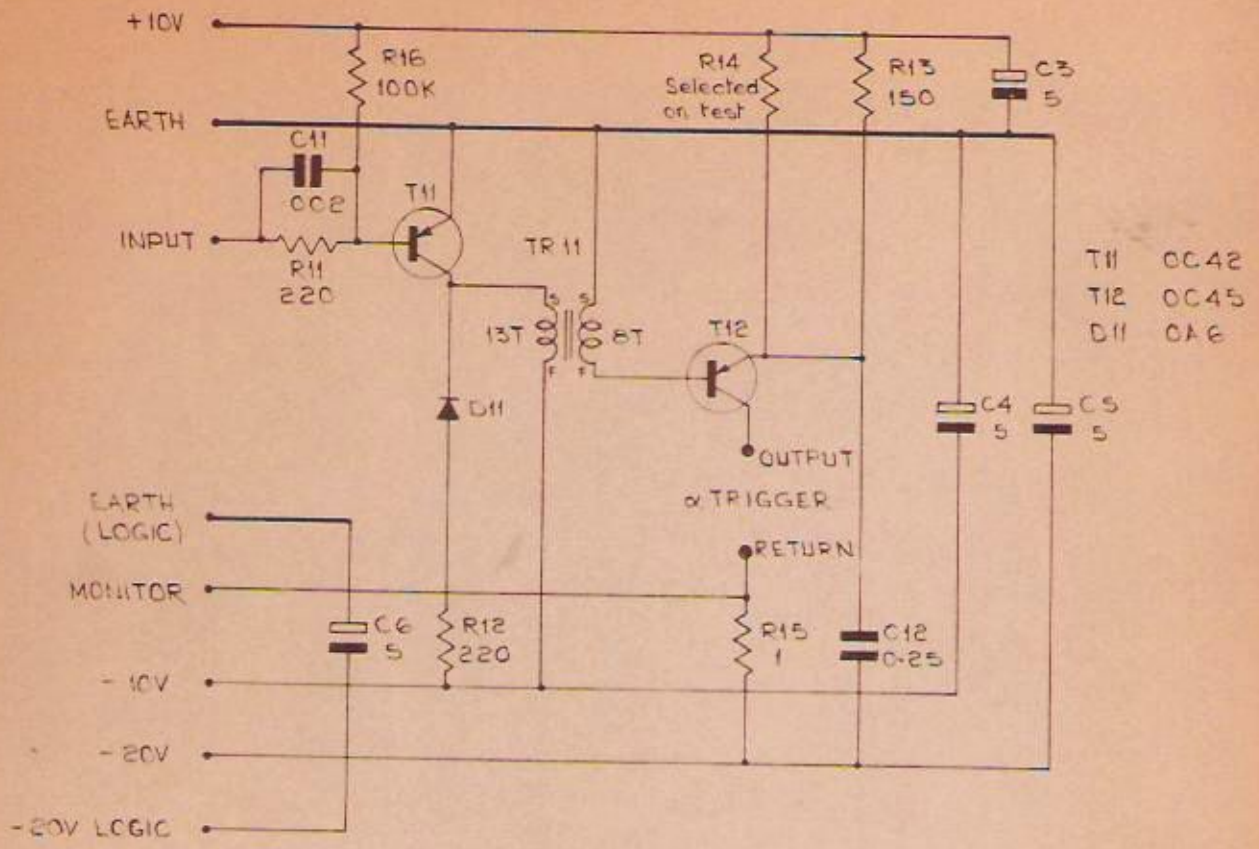 +10V
R16
100K
R14
Selected
on test
R13
150
C3
5
EARTH
C11
002
T11
INPUT
R11
220
TR 11
T11 OC42
T12 OC45
D11 OA6
S S
13T 8T
F F
T12
D11
C4
5
C5
5
OUTPUT
α TRIGGER
EARTH
(LOGIC)
RETURN
MONITOR
C6
5
R12
220
R15
1
C12
0·25
-10V
-20V
-20V LOGIC